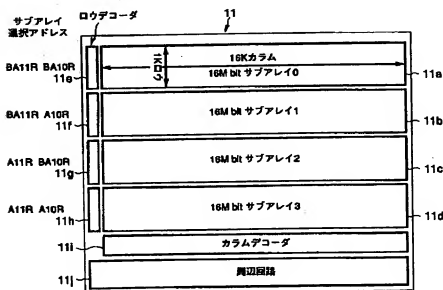 サブアレイ ロウデコーダ
選択アドレス
11
BA11R BA10R
11e
1Kロウ
16Kカラム
16M bit サブアレイ0
11a
BA11R A10R
11f
16M bit サブアレイ1
11b
A11R BA10R
11g
16M bit サブアレイ2
11c
A11R A10R
11h
16M bit サブアレイ3
11d
11i
カラムデコーダ
11j
周辺回路